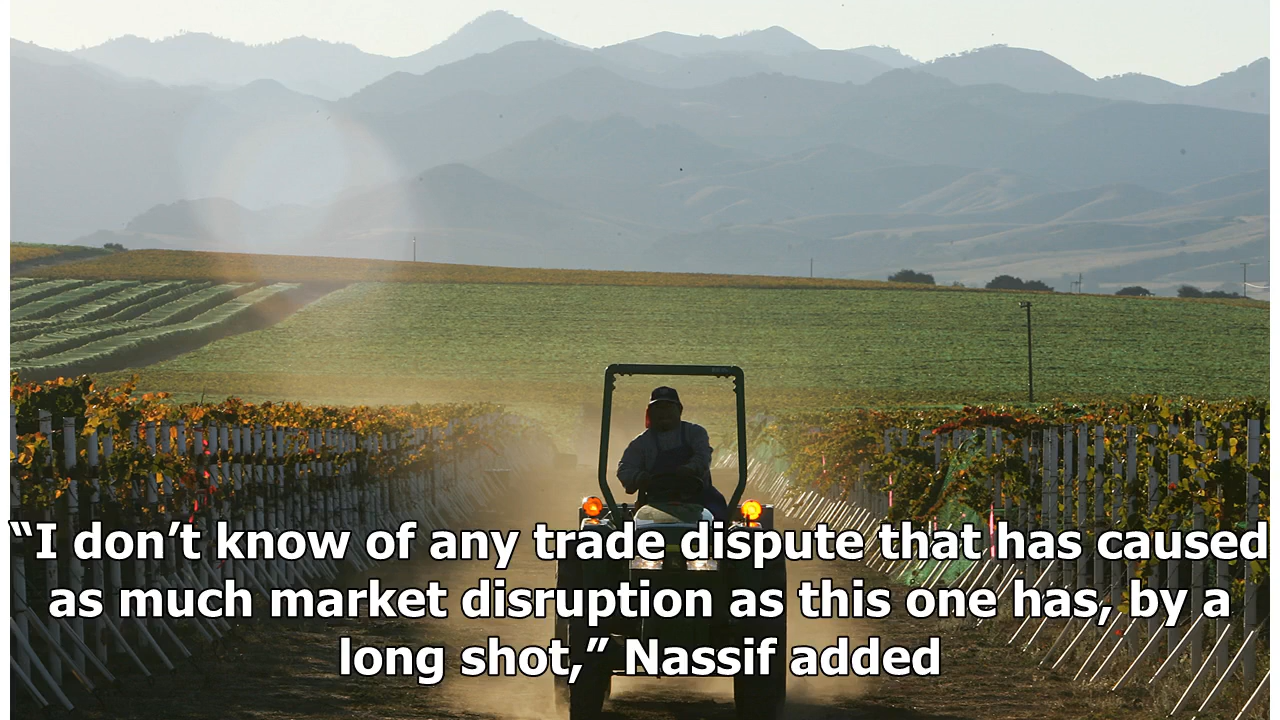 “I don’t know of any trade dispute that has caused
as much market disruption as this one has, by a
long shot,” Nassif added